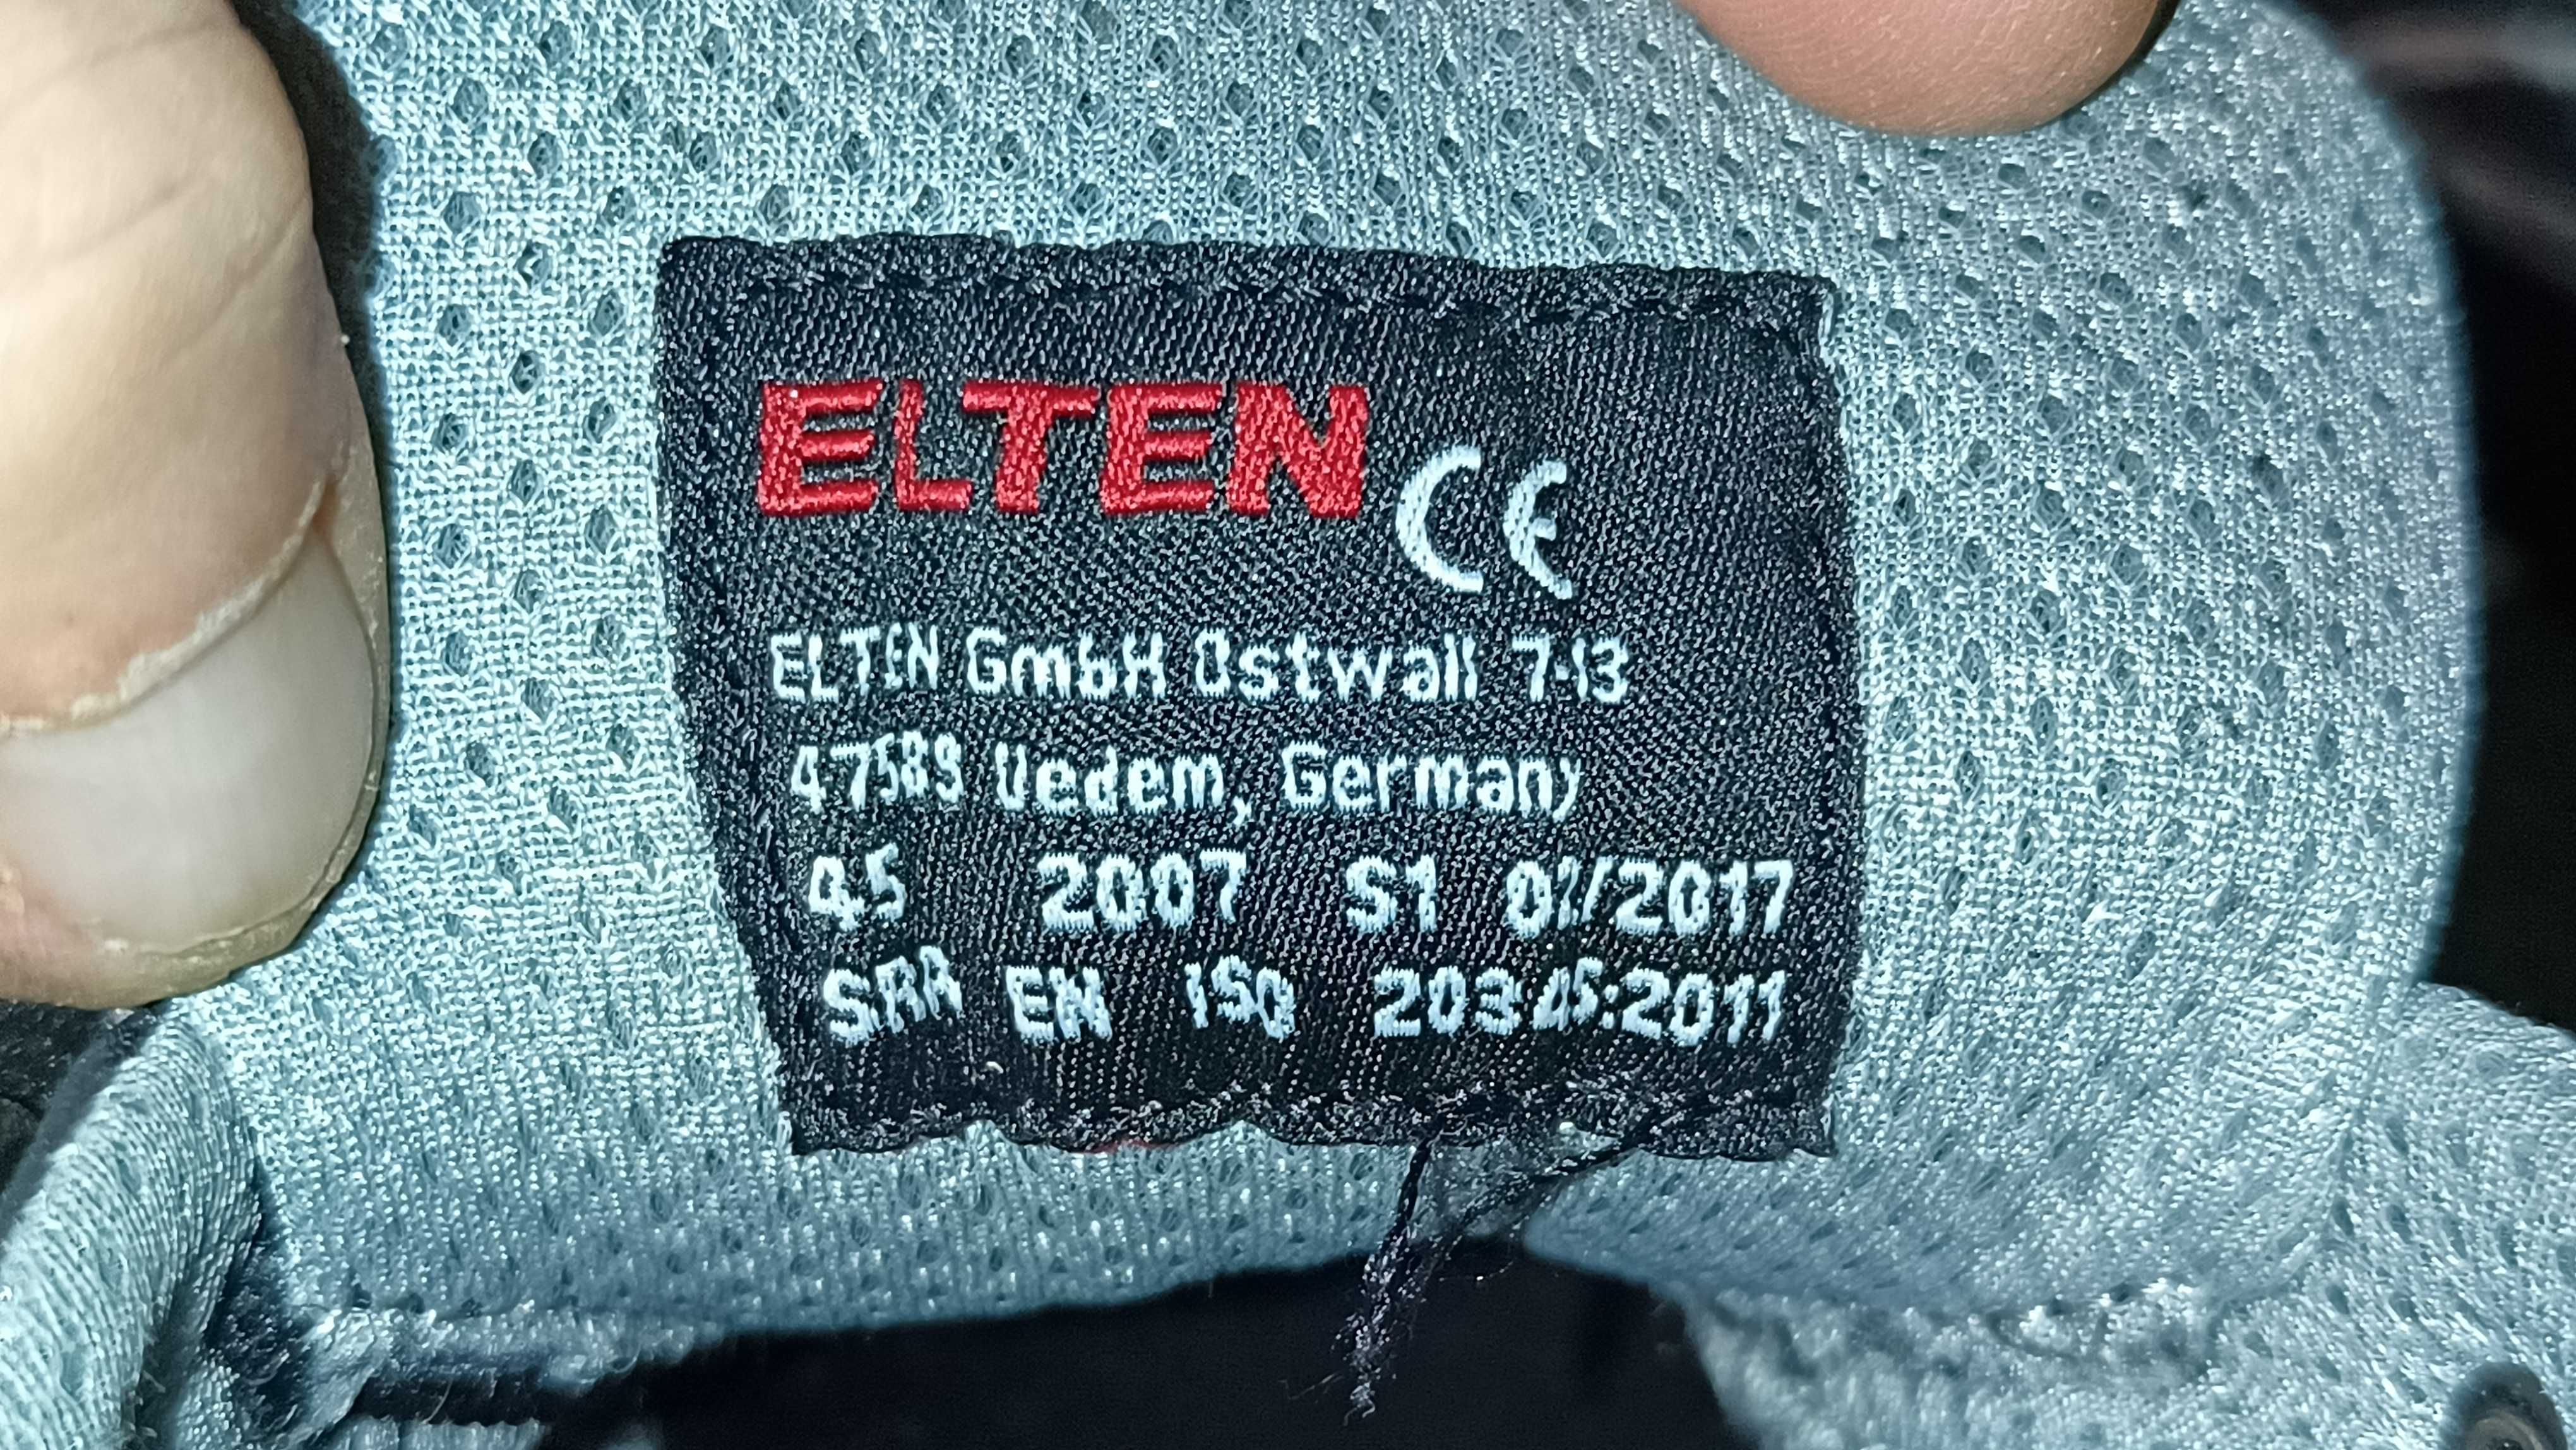 ELTEN CE
ELTEN GmbH Ostwall 7-13
47589 Uedem, Germany
45 2007 S1
SRA EN ISO 20345:2011